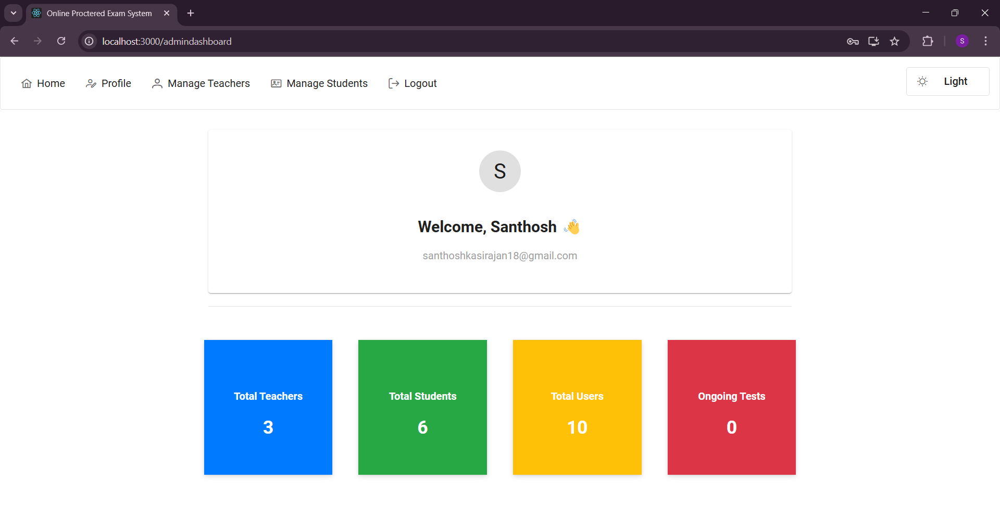 Online Proctered Exam System
localhost:3000/admindashboard
S
Home Profile Manage Teachers Manage Students Logout Light
S
Welcome, Santhosh 👋
santhoshkasirajan18@gmail.com
Total Teachers
3
Total Students
6
Total Users
10
Ongoing Tests
0